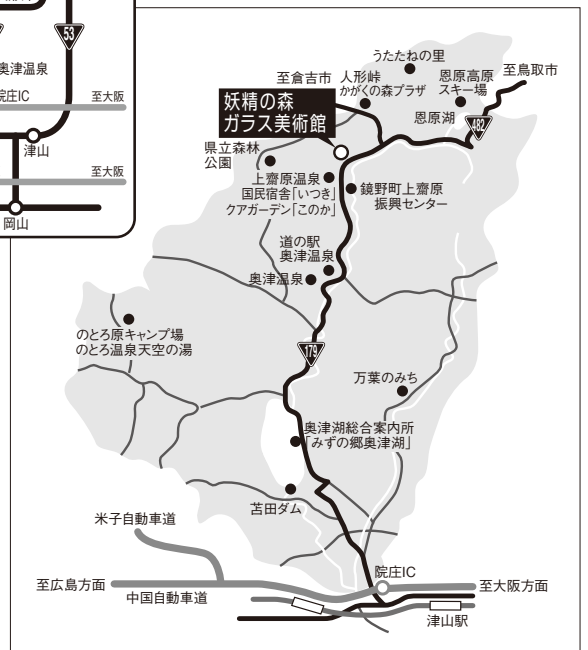 53
奥津温泉
院庄IC
至大阪
津山
至大阪
岡山
うたたねの里
至倉吉市
人形峠
かがくの森プラザ
恩原高原
スキー場
至鳥取市
恩原湖
482
妖精の森
ガラス美術館
県立森林
公園
上齋原温泉
国民宿舎「いつき」
クアガーデン「このか」
鏡野町上齋原
振興センター
道の駅
奥津温泉
奥津温泉
のとろ原キャンプ場
のとろ温泉天空の湯
179
万葉のみち
奥津湖総合案内所
「みずの郷奥津湖」
苫田ダム
米子自動車道
院庄IC
至広島方面
中国自動車道
至大阪方面
津山駅